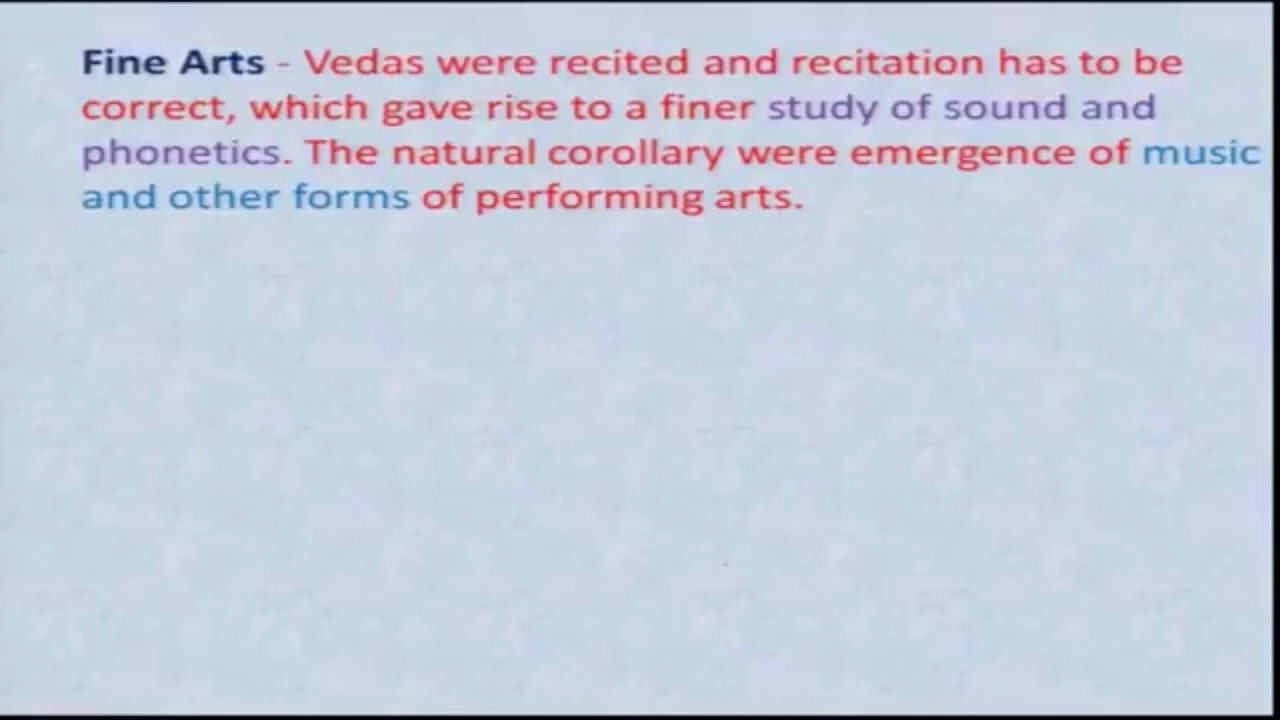 Fine Arts - Vedas were recited and recitation has to be
correct, which gave rise to a finer study of sound and
phonetics. The natural corollary were emergence of music
and other forms of performing arts.